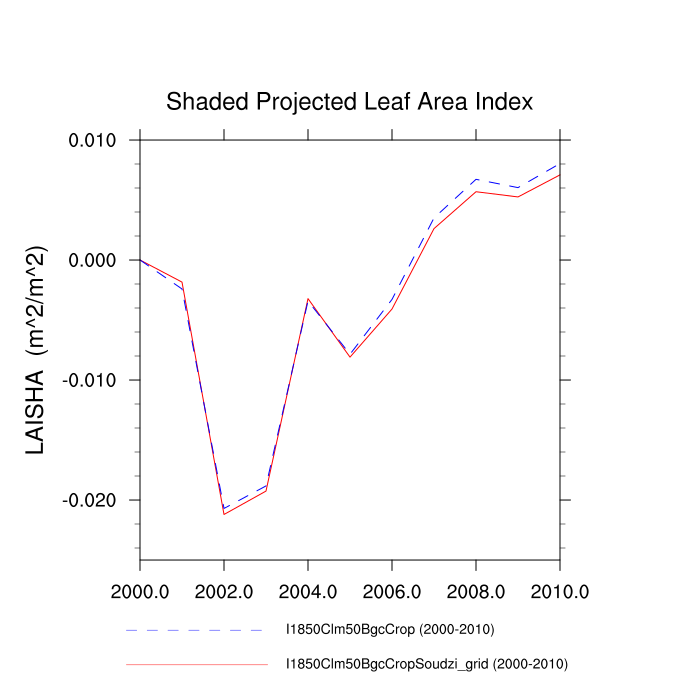 Shaded Projected Leaf Area Index
0.010
0.000
-0.010
-0.020
LAISHA (m^2/m^2)
2000.0 2002.0 2004.0 2006.0 2008.0 2010.0
I1850Clm50BgcCrop (2000-2010)
I1850Clm50BgcCropSoudzi_grid (2000-2010)